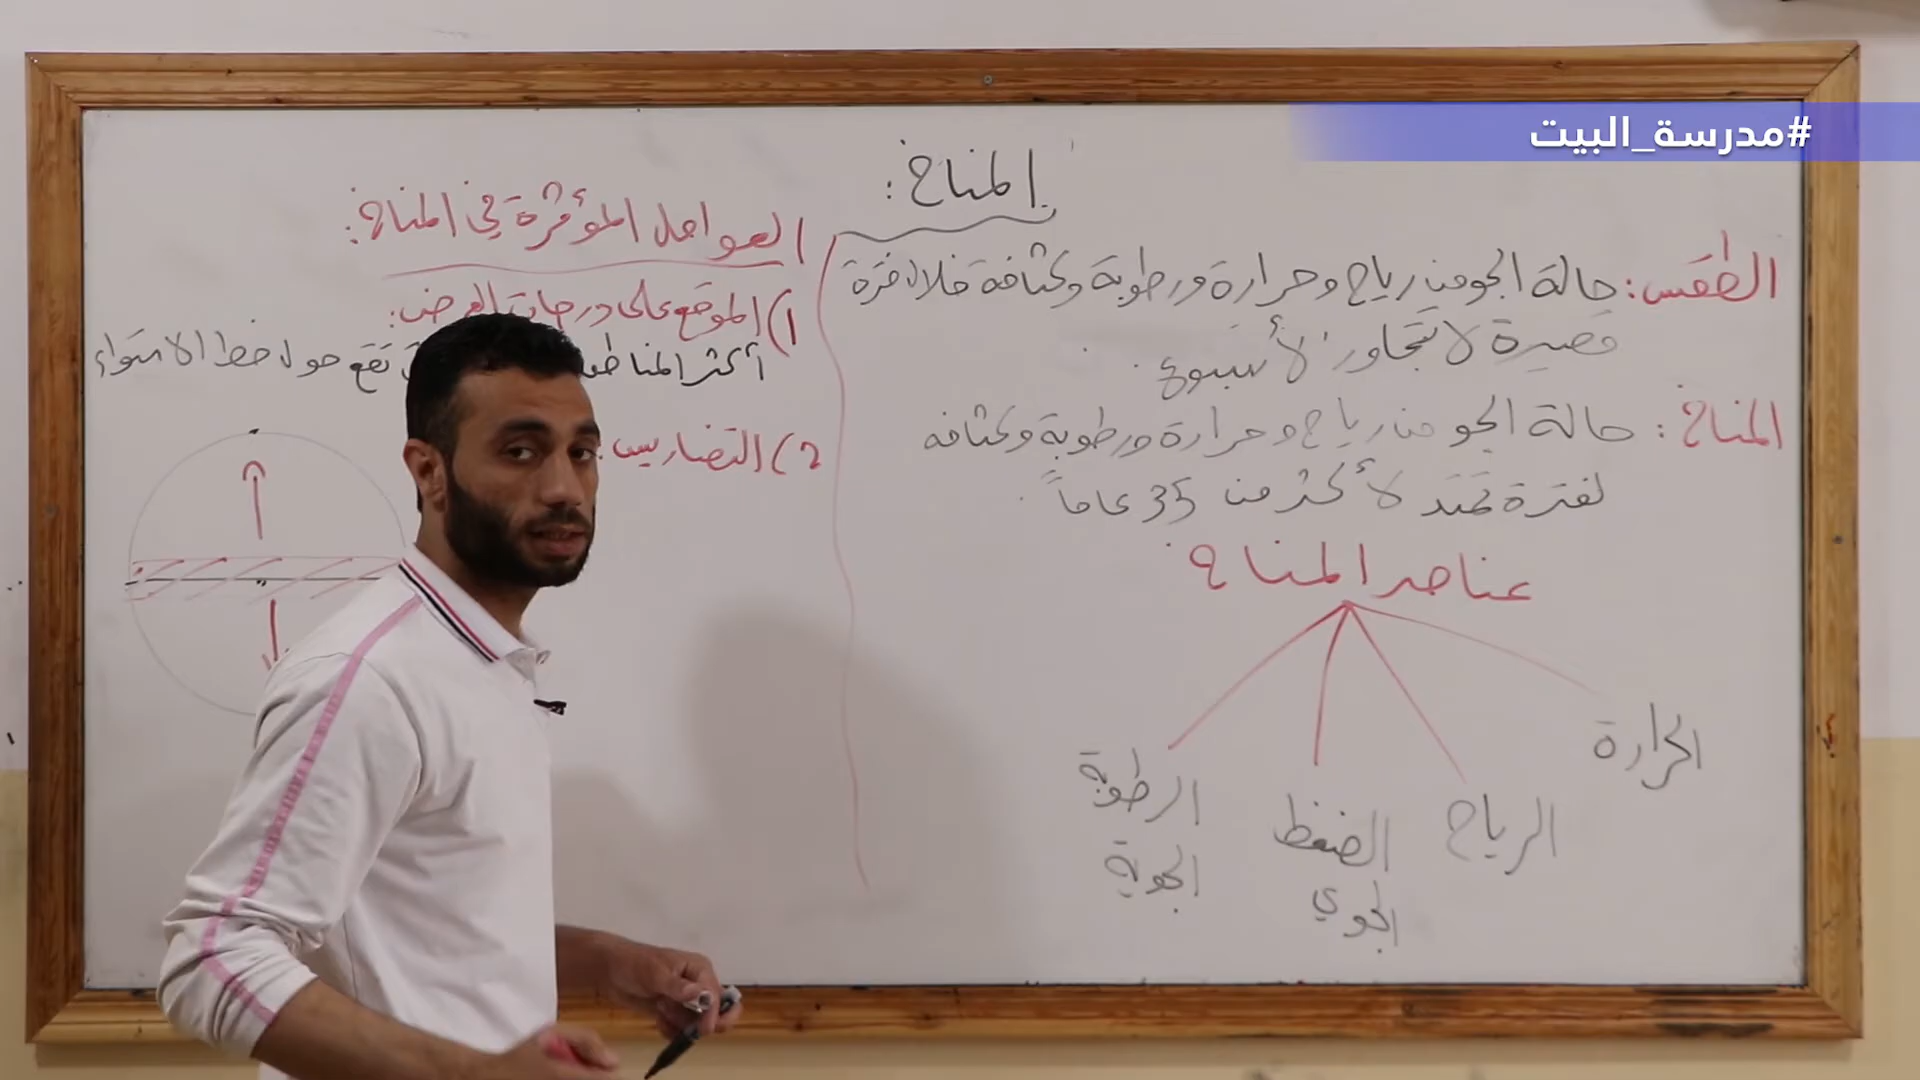 #مدرسة_البيت
المناخ:
الطقس: حالة الجو من رياح وحرارة ورطوبة وكثافة خلال فترة
قصيرة لا تتجاوز لأسبوع.
المناخ: حالة الجو من رياح وحرارة ورطوبة وكثافه
لفترة تمتد لأكثر من 35 عاماً.
عناصر المناخ
الحرارة
الرياح
الضغط
الجوي
الرطوبة
الجوية
العوامل المؤثرة في المناخ:
1) الموقع على درجات العرض:
أكثر المناطق تقع حول خط الاستواء
2) التضاريس: